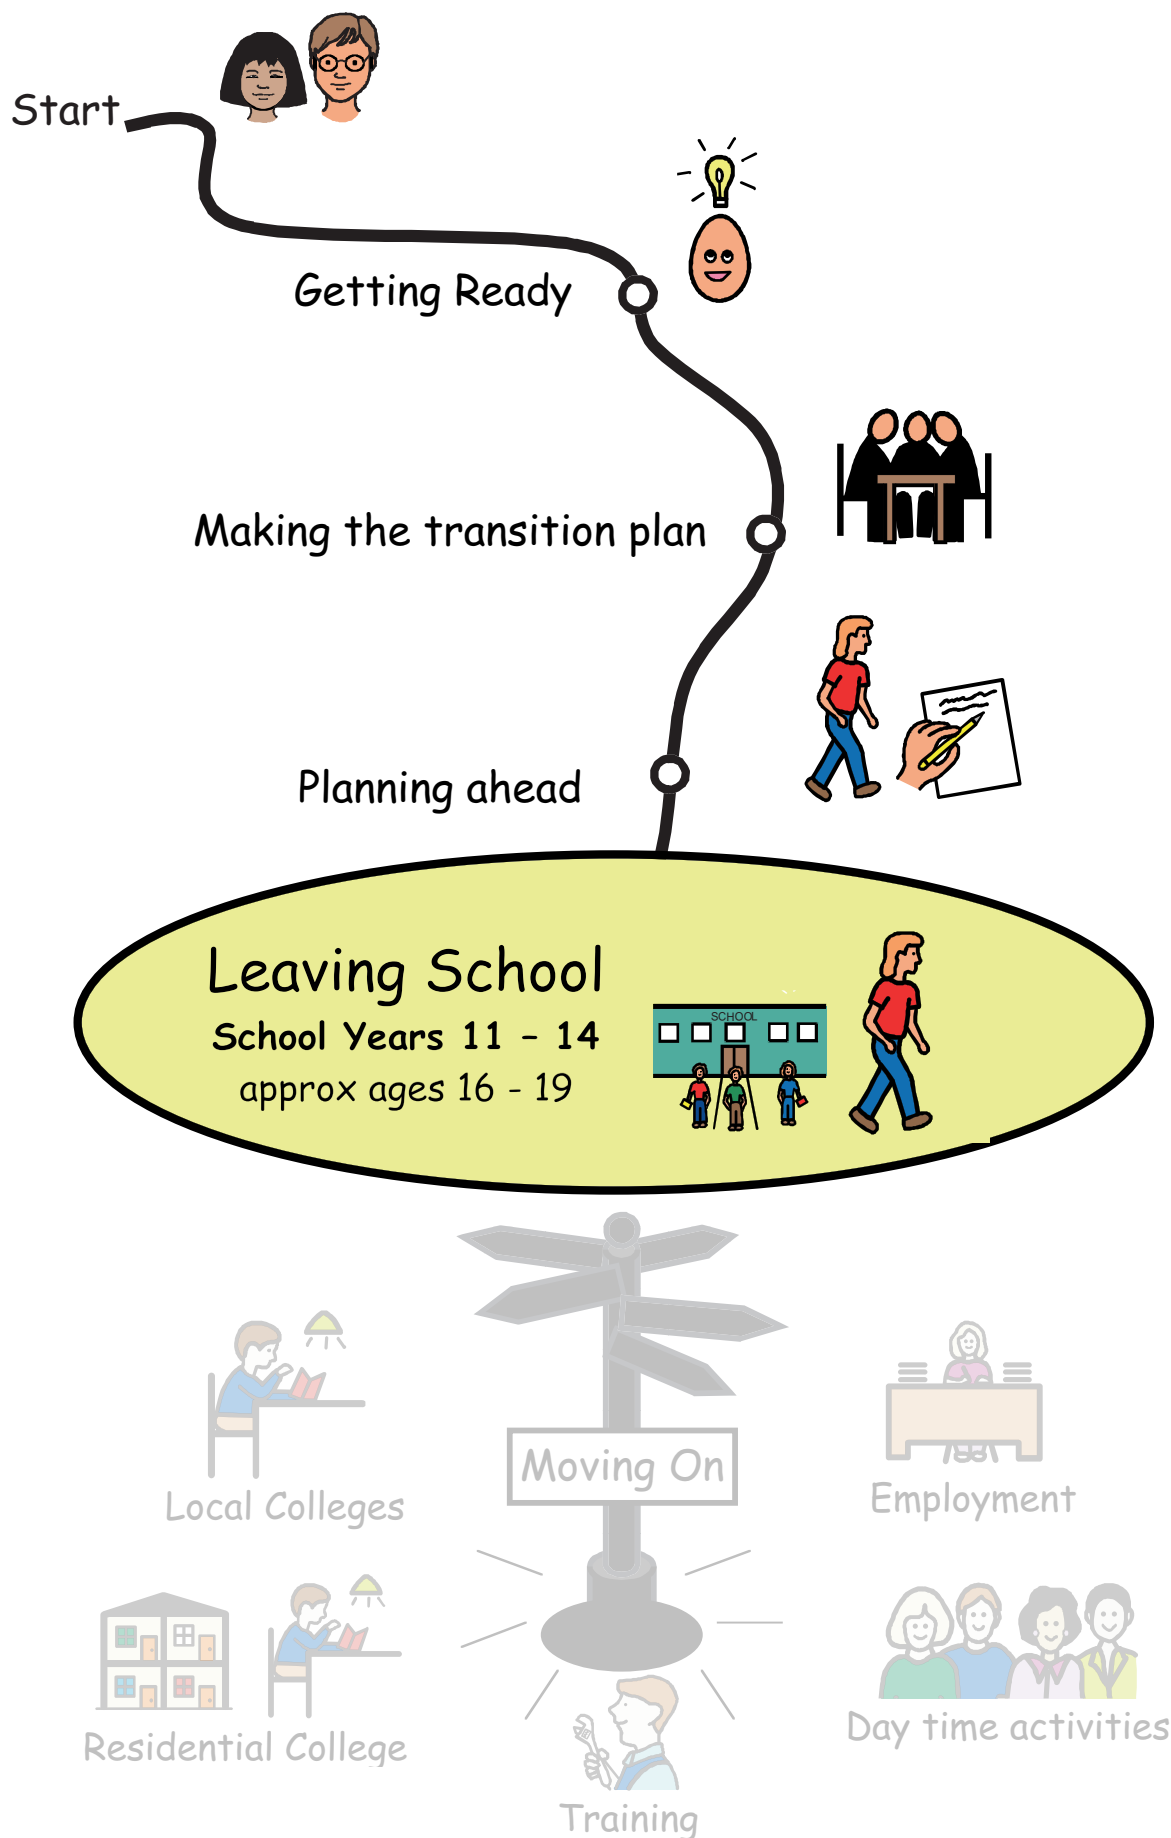 Start
Getting Ready
Making the transition plan
Planning ahead
Leaving School
School Years 11 – 14
approx ages 16 - 19
SCHOOL
Moving On
Local Colleges
Employment
Residential College
Day time activities
Training